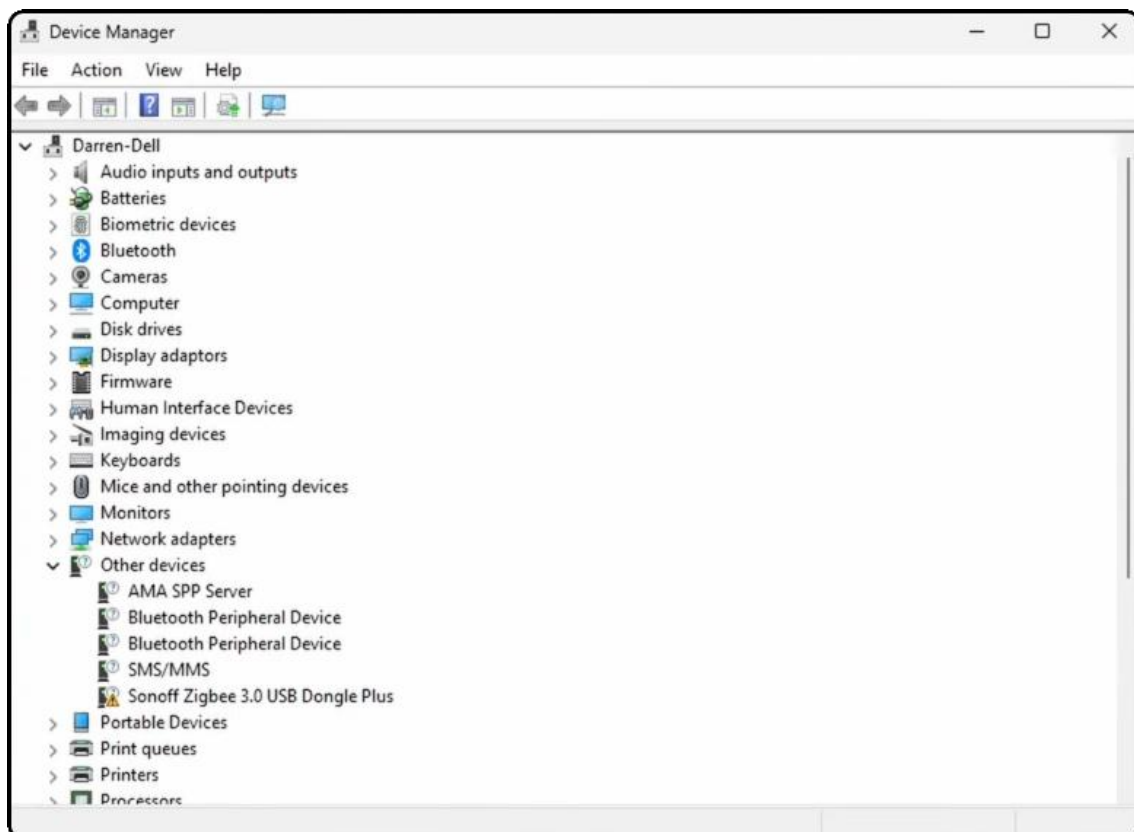 Device Manager
File Action View Help
Darren-Dell
Audio inputs and outputs
Batteries
Biometric devices
Bluetooth
Cameras
Computer
Disk drives
Display adaptors
Firmware
Human Interface Devices
Imaging devices
Keyboards
Mice and other pointing devices
Monitors
Network adapters
Other devices
AMA SPP Server
Bluetooth Peripheral Device
Bluetooth Peripheral Device
SMS/MMS
Sonoff Zigbee 3.0 USB Dongle Plus
Portable Devices
Print queues
Printers
Processors